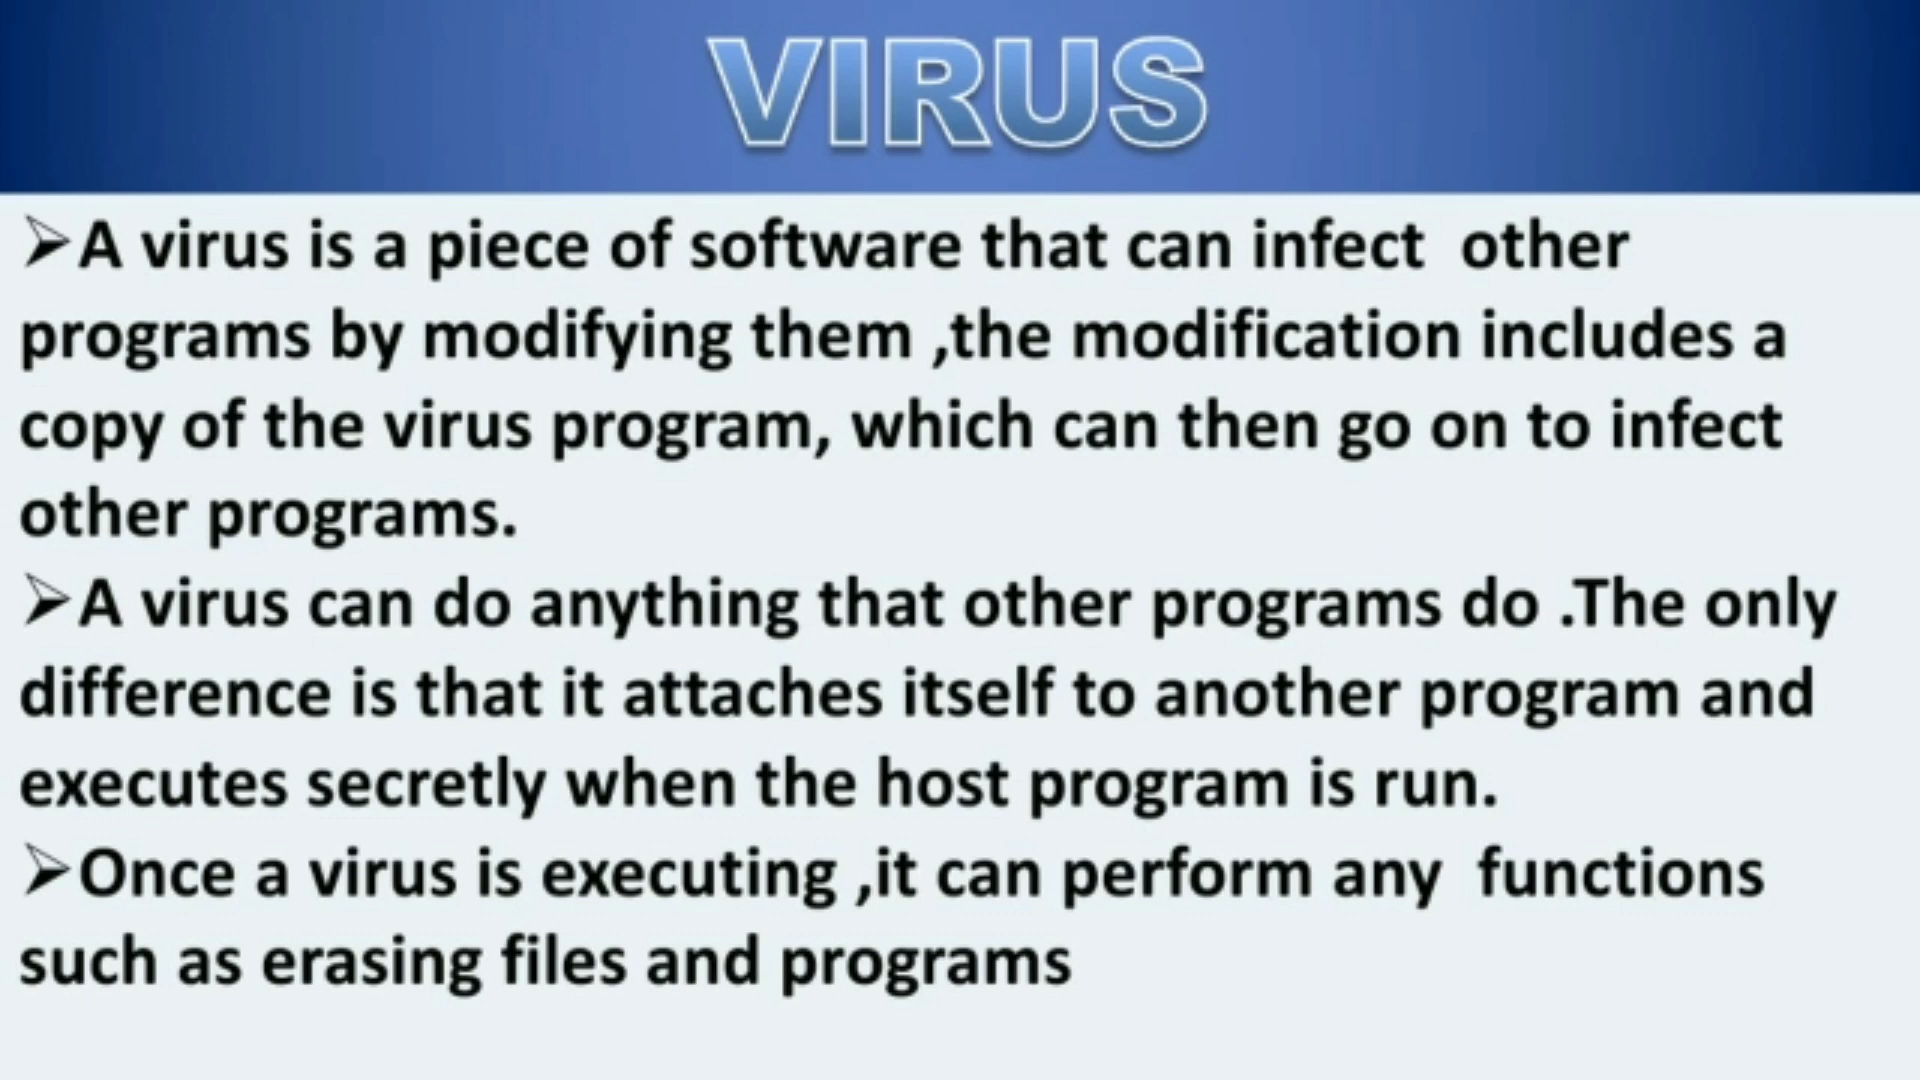 VIRUS
➢A virus is a piece of software that can infect  other
programs by modifying them ,the modification includes a
copy of the virus program, which can then go on to infect
other programs.
➢A virus can do anything that other programs do .The only
difference is that it attaches itself to another program and
executes secretly when the host program is run.
➢Once a virus is executing ,it can perform any  functions
such as erasing files and programs